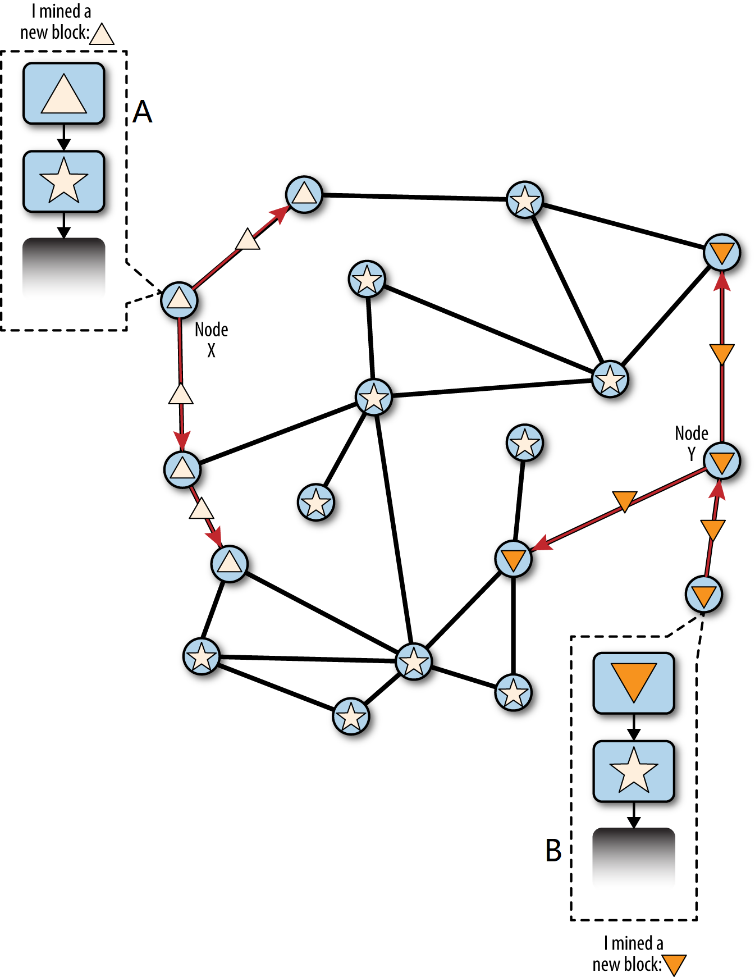 I mined a
new block:
A
Node
X
Node
Y
B
I mined a
new block: